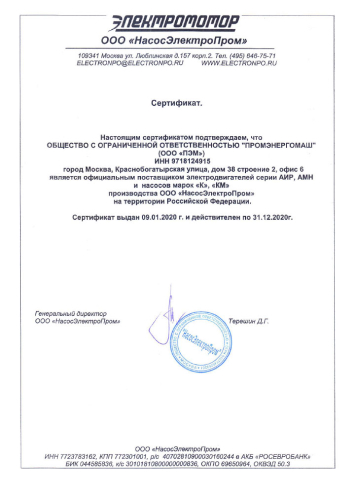 ЭЛЕКТРОМОТОР
ООО «НасосЭлектроПром»
109341 Москва ул. Люблинская д.157 корп.2. Тел. (495) 646-75-71
ELECTRONPO@ELECTRONPO.RU WWW.ELECTRONPO.RU
Сертификат.
Настоящим сертификатом подтверждаем, что
ОБЩЕСТВО С ОГРАНИЧЕННОЙ ОТВЕТСТВЕННОСТЬЮ "ПРОМЭНЕРГОМАШ"
(ООО «ПЭМ»)
ИНН 9718124915
город Москва, Краснобогатырская улица, дом 38 строение 2, офис 6
является официальным поставщиком электродвигателей серии АИР, АМН
и насосов марок «К», «КМ»
производства ООО «НасосЭлектроПром»
на территории Российской Федерации.
Сертификат выдан 09.01.2020 г. и действителен по 31.12.2020г.
Генеральный директор
ООО «НасосЭлектроПром» Терешин Д.Г.
"НасосЭлектроПром"
ООО «НасосЭлектроПром»
ИНН 7723783162, КПП 772301001, р/с 40702810900030160244 в АКБ «РОСЕВРОБАНК»
БИК 044585836, к/с 30101810800000000836, ОКПО 69650964, ОКВЭД 50.3